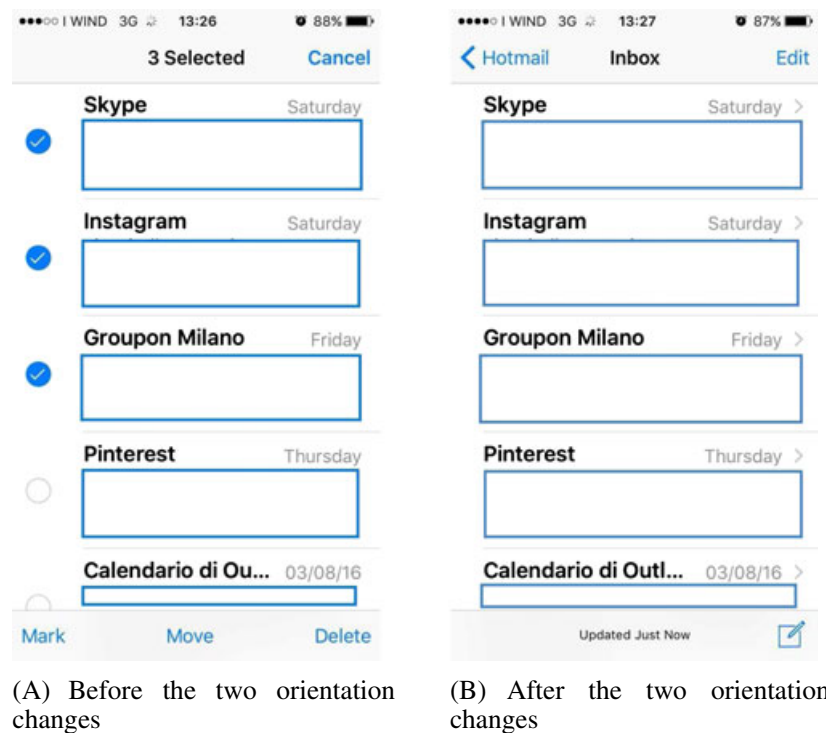 I WIND 3G 13:26 88%
3 Selected Cancel
Skype Saturday
Instagram Saturday
Groupon Milano Friday
Pinterest Thursday
Calendario di Ou... 03/08/16
Mark Move Delete
(A) Before the two orientation
changes
I WIND 3G 13:27 87%
Hotmail Inbox Edit
Skype Saturday
Instagram Saturday
Groupon Milano Friday
Pinterest Thursday
Calendario di Outl... 03/08/16
Updated Just Now
(B) After the two orientation
changes